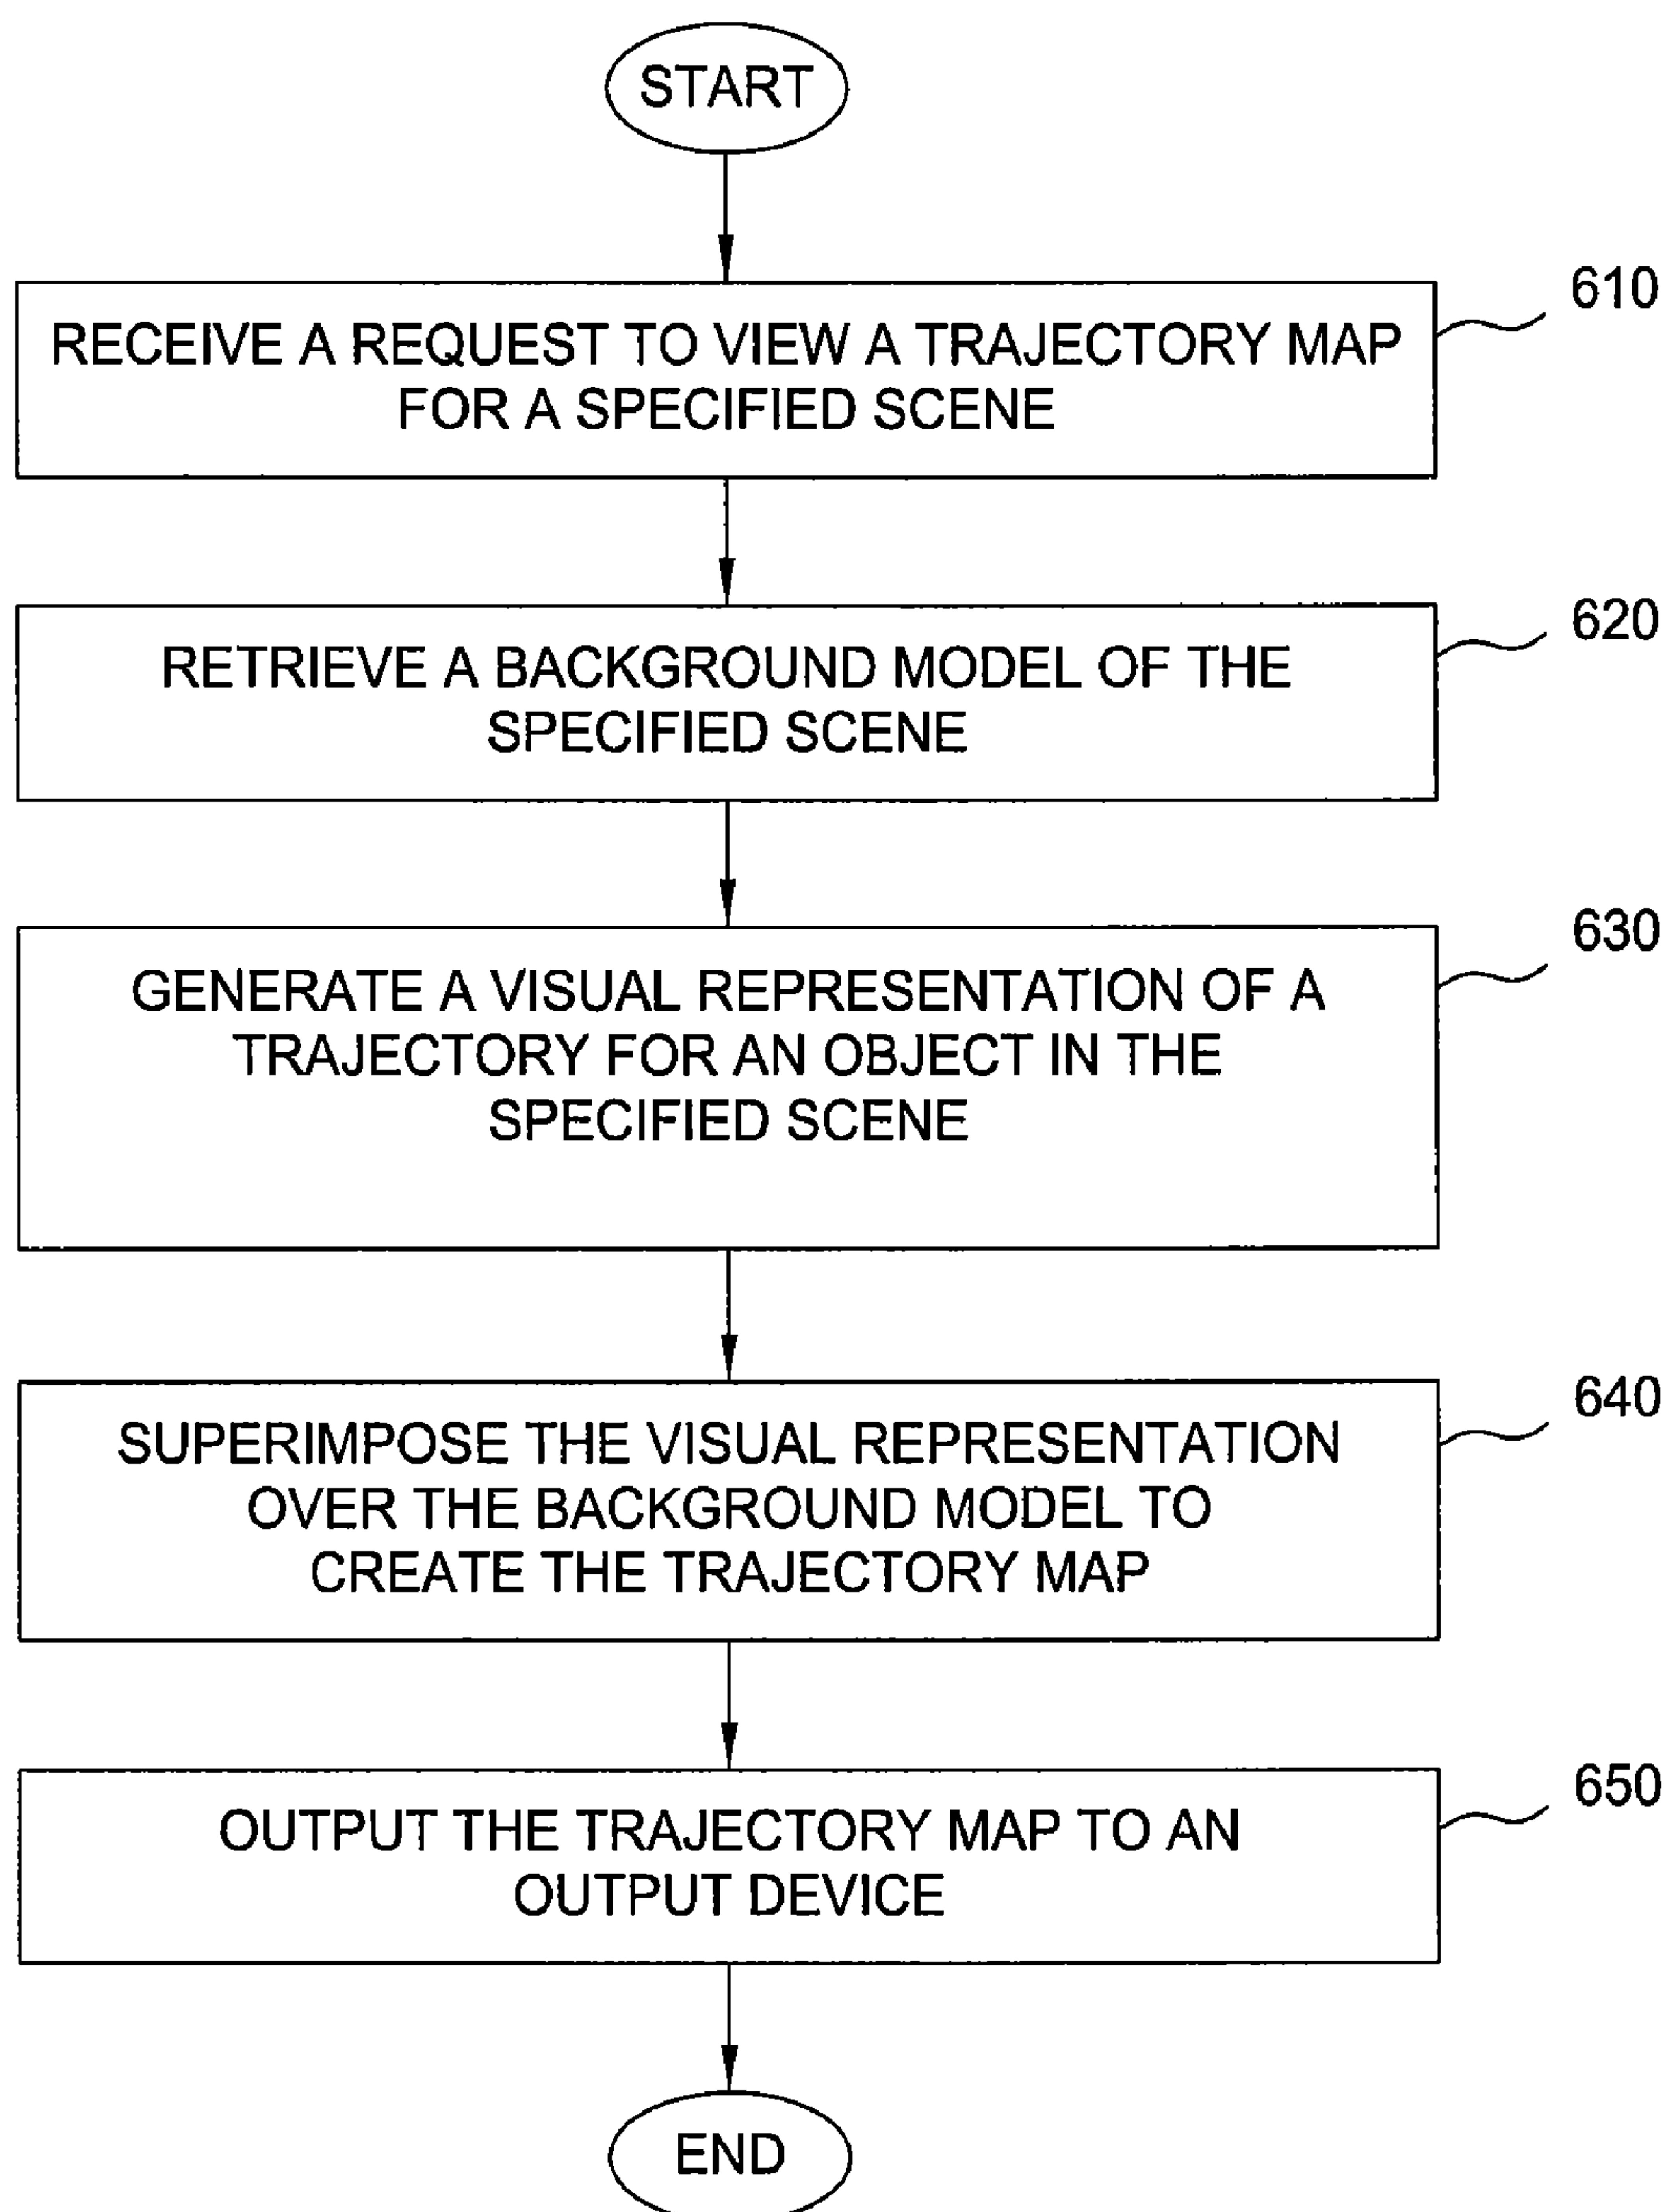 START
610
RECEIVE A REQUEST TO VIEW A TRAJECTORY MAP
FOR A SPECIFIED SCENE
620
RETRIEVE A BACKGROUND MODEL OF THE
SPECIFIED SCENE
630
GENERATE A VISUAL REPRESENTATION OF A
TRAJECTORY FOR AN OBJECT IN THE
SPECIFIED SCENE
640
SUPERIMPOSE THE VISUAL REPRESENTATION
OVER THE BACKGROUND MODEL TO
CREATE THE TRAJECTORY MAP
650
OUTPUT THE TRAJECTORY MAP TO AN
OUTPUT DEVICE
END